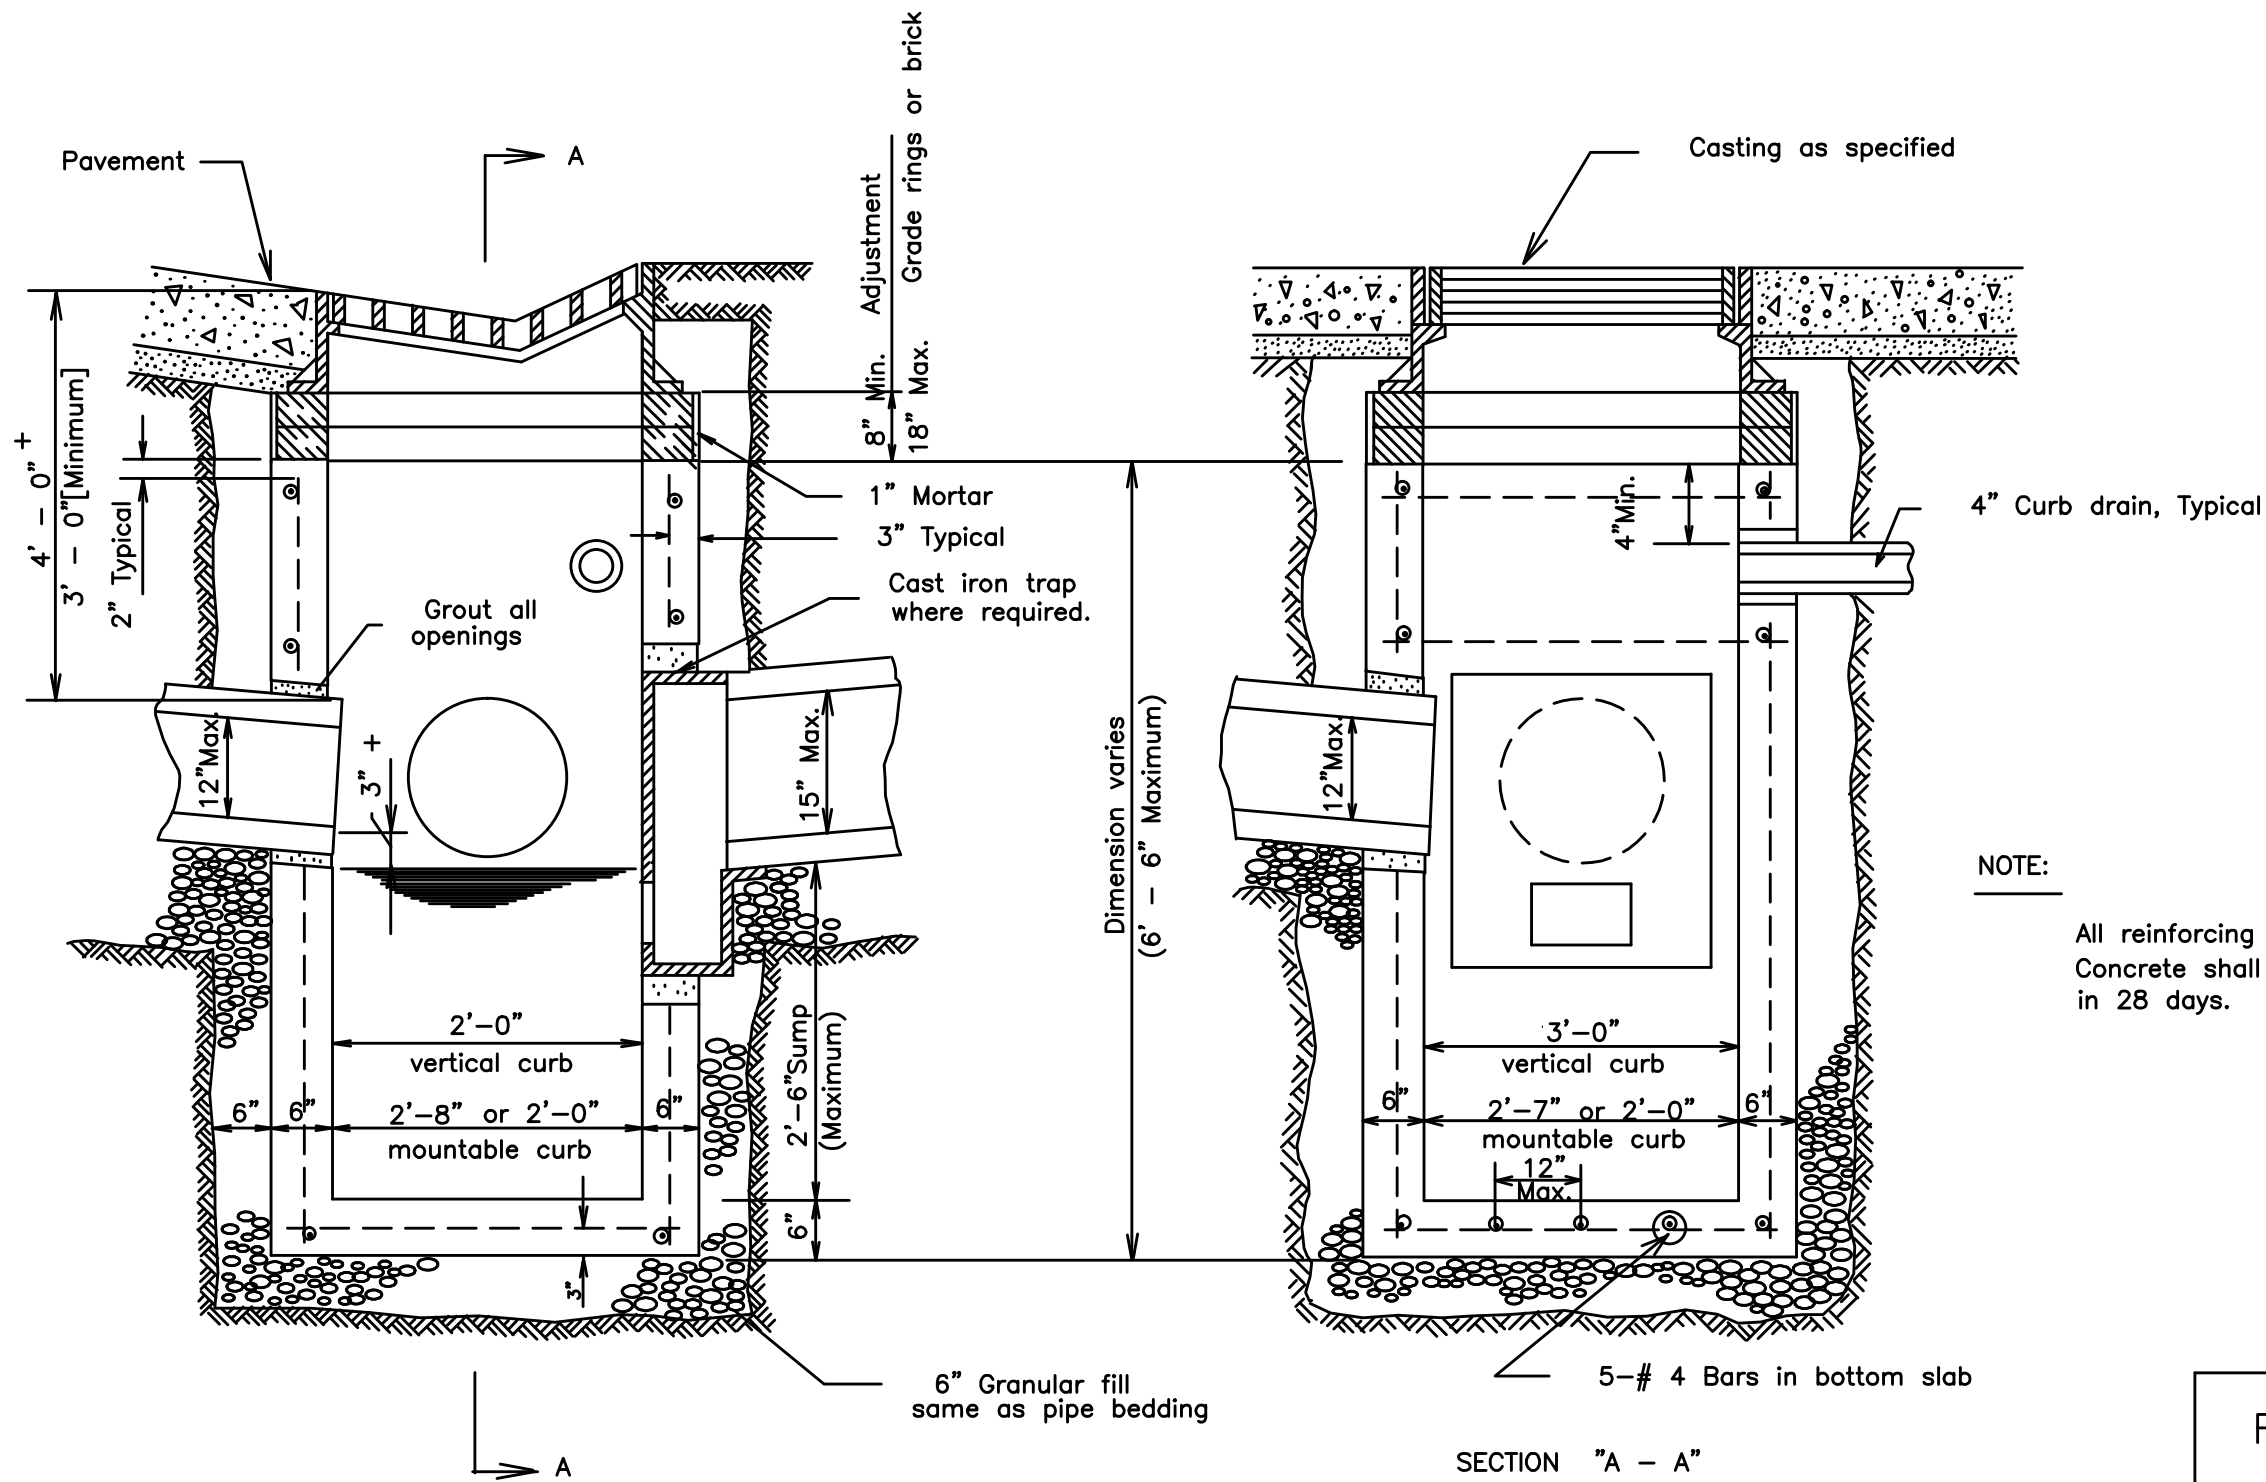 Pavement
A
Adjustment
Grade rings or brick
8" Min.
18" Max.
4' - 0" +
3' - 0"[Minimum]
2" Typical
1" Mortar
3" Typical
Cast iron trap
where required.
Grout all
openings
12"Max.
3" +
15" Max.
2'-0"
vertical curb
6"
6"
2'-8" or 2'-0"
mountable curb
6"
2'-6"Sump
(Maximum)
6"
3"
6" Granular fill
same as pipe bedding
A
Dimension varies
(6' - 6" Maximum)
Casting as specified
4"Min.
4" Curb drain, Typical
12"Max.
3'-0"
vertical curb
6"
2'-7" or 2'-0"
mountable curb
6"
12"
Max.
5-# 4 Bars in bottom slab
SECTION "A - A"
NOTE:
All reinforcing
Concrete shall
in 28 days.